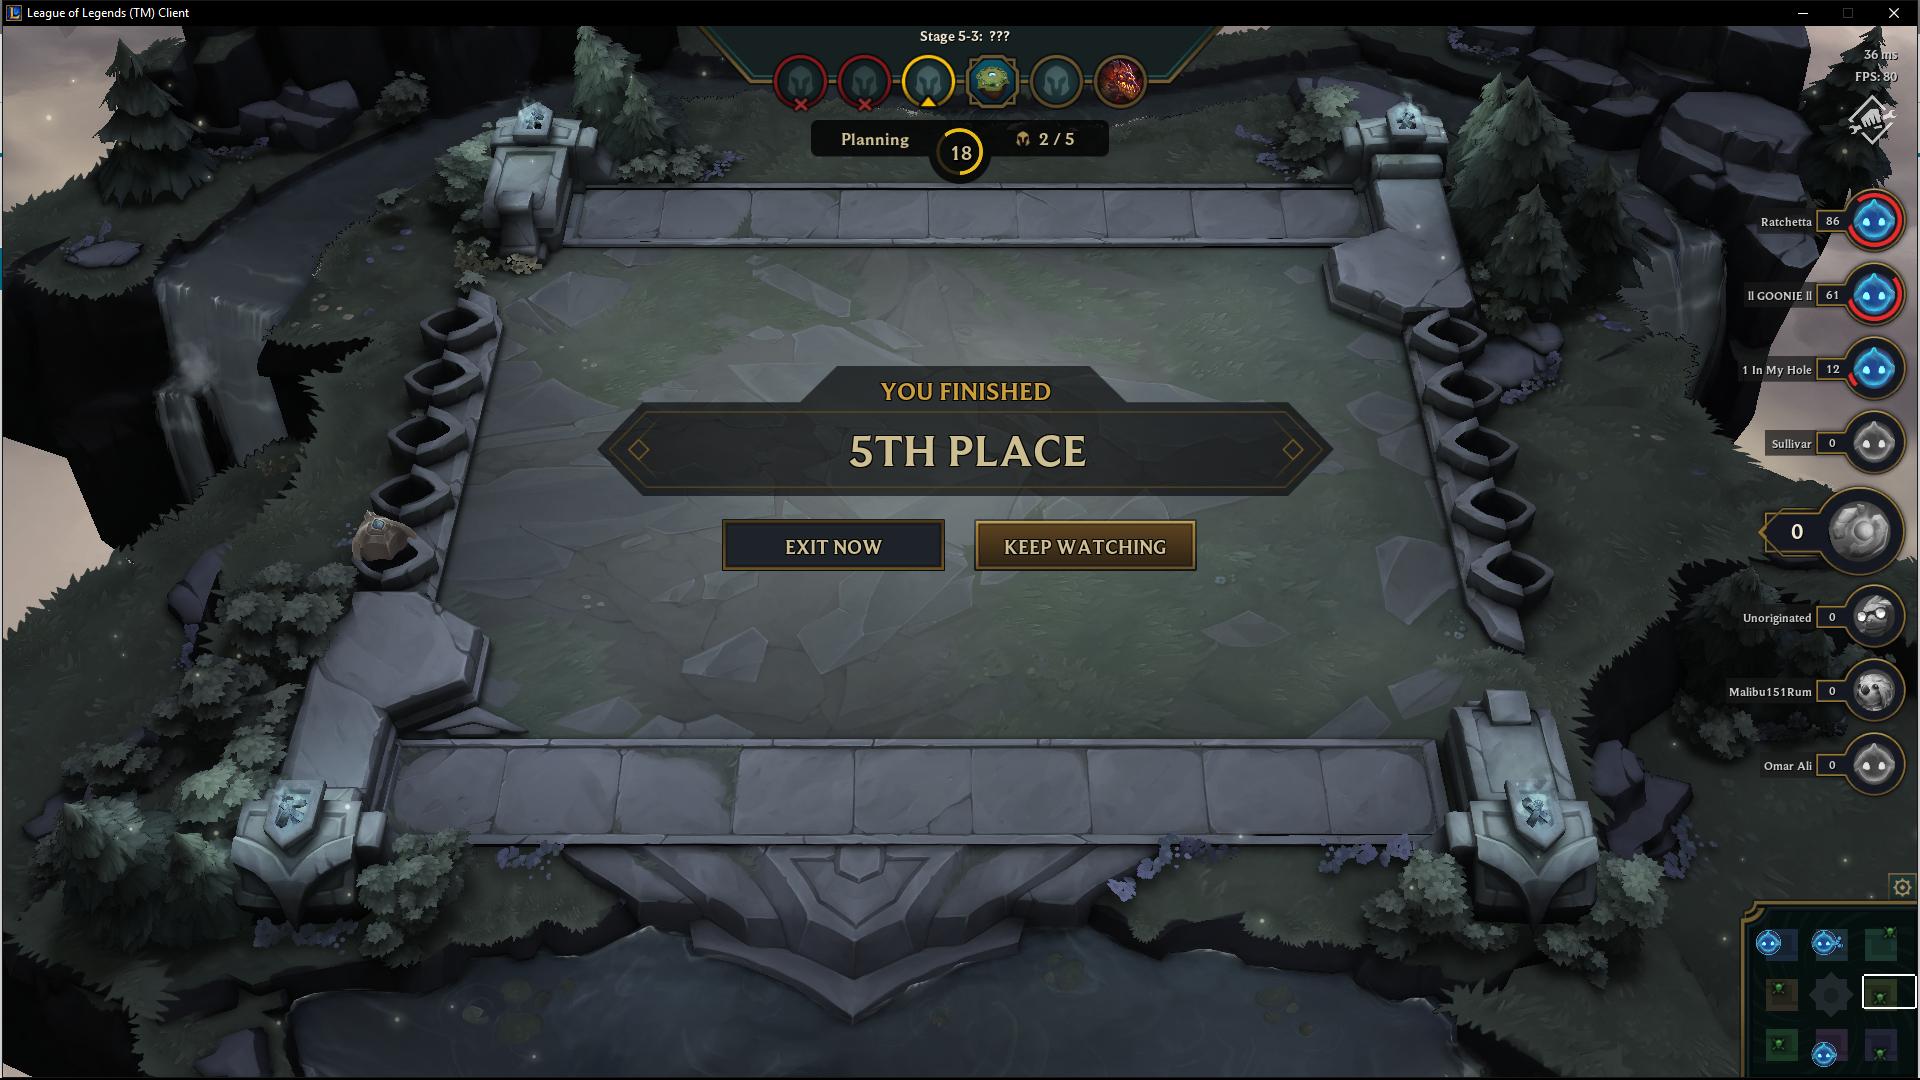 League of Legends (TM) Client
Stage 5-3: ???
36 ms
FPS: 80
Planning
18
2 / 5
Ratchetta 86
ll GOONIE ll 61
1 In My Hole 12
Sullivar 0
0
Unoriginated 0
Malibu151Rum 0
Omar Ali 0
YOU FINISHED
5TH PLACE
EXIT NOW
KEEP WATCHING